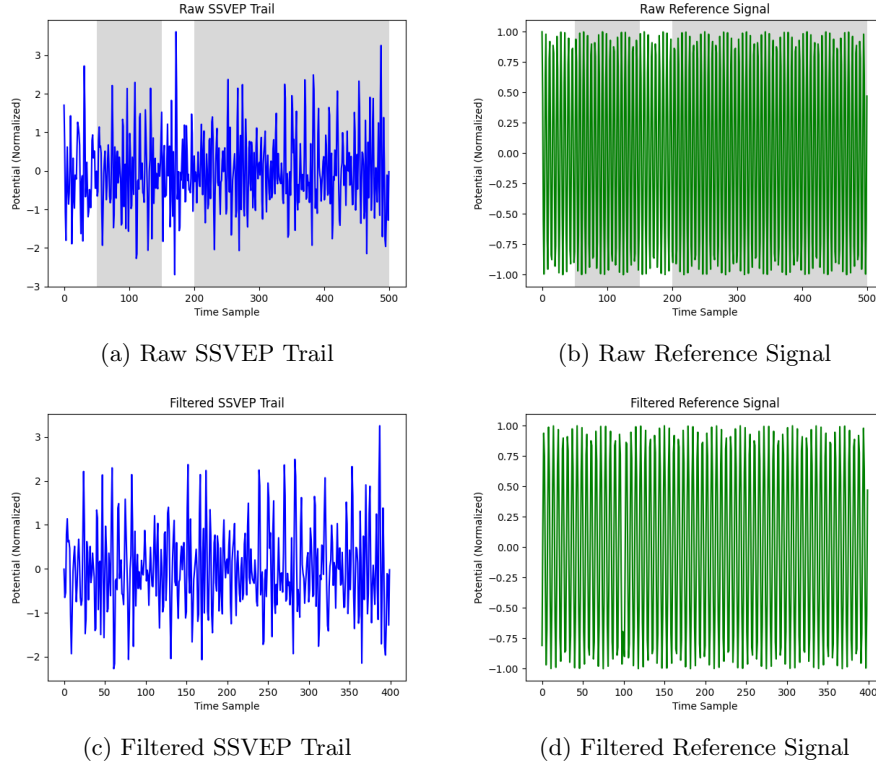 Raw SSVEP Trail
Potential (Normalized)
3
2
1
0
−1
−2
−3
0 100 200 300 400 500
Time Sample
(a) Raw SSVEP Trail
Raw Reference Signal
Potential (Normalized)
1.00
0.75
0.50
0.25
0.00
−0.25
−0.50
−0.75
−1.00
0 100 200 300 400 500
Time Sample
(b) Raw Reference Signal
Filtered SSVEP Trail
Potential (Normalized)
3
2
1
0
−1
−2
0 50 100 150 200 250 300 350 400
Time Sample
(c) Filtered SSVEP Trail
Filtered Reference Signal
Potential (Normalized)
1.00
0.75
0.50
0.25
0.00
−0.25
−0.50
−0.75
−1.00
0 50 100 150 200 250 300 350 400
Time Sample
(d) Filtered Reference Signal